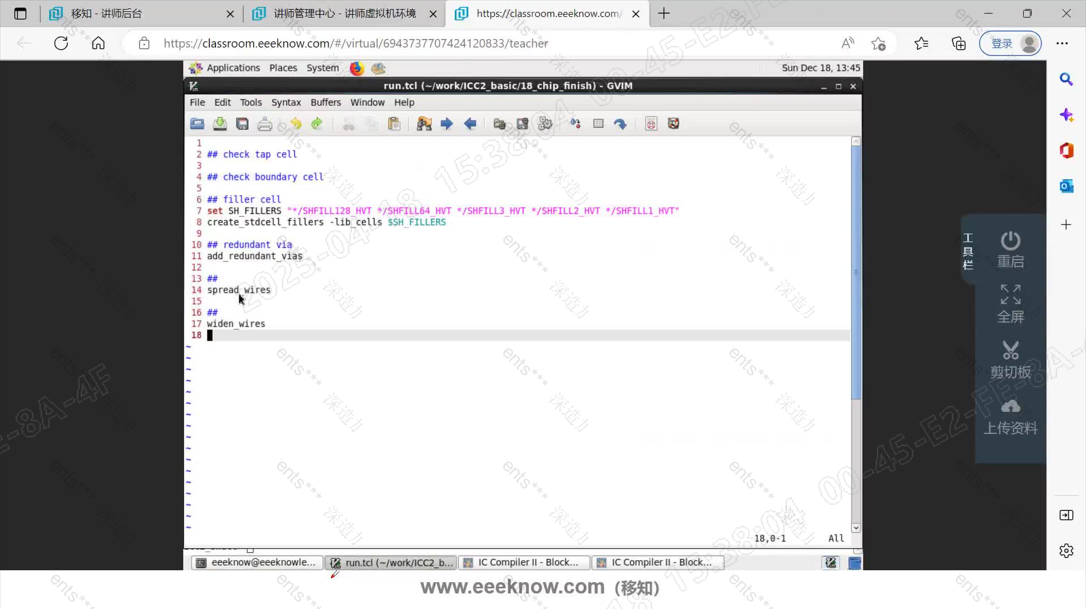 移知 - 讲师后台
讲师管理中心 - 讲师虚拟机环境
https://classroom.eeeknow.com/#/
https://classroom.eeeknow.com/#/virtual/6943737707424120833/teacher
登录
Applications Places System
Sun Dec 18, 13:45
run.tcl (~/work/ICC2_basic/18_chip_finish) - GVIM
File Edit Tools Syntax Buffers Window Help
1
2 ## check tap cell
3
4 ## check boundary cell
5
6 ## filler cell
7 set SH_FILLERS "*/SHFILL128_HVT */SHFILL64_HVT */SHFILL3_HVT */SHFILL2_HVT */SHFILL1_HVT"
8 create_stdcell_fillers -lib_cells $SH_FILLERS
9
10 ## redundant via
11 add_redundant_vias
12
13 ##
14 spread_wires
15
16 ##
17 widen_wires
18
18,0-1 All
工具栏
重启
全屏
剪切板
上传资料
eeeknow@eeeknowle...
run.tcl (~/work/ICC2_b...
IC Compiler II - Block...
IC Compiler II - Block...
www.eeeknow.com (移知)